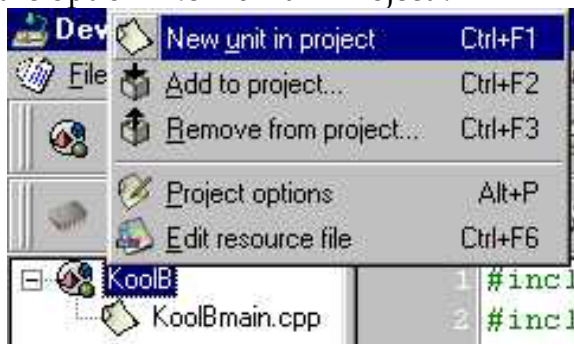 Dev
New unit in project Ctrl+F1
File
Add to project... Ctrl+F2
Remove from project... Ctrl+F3
Project options Alt+P
Edit resource file Ctrl+F6
KoolB
1 #incl
KoolBmain.cpp
2 #incl